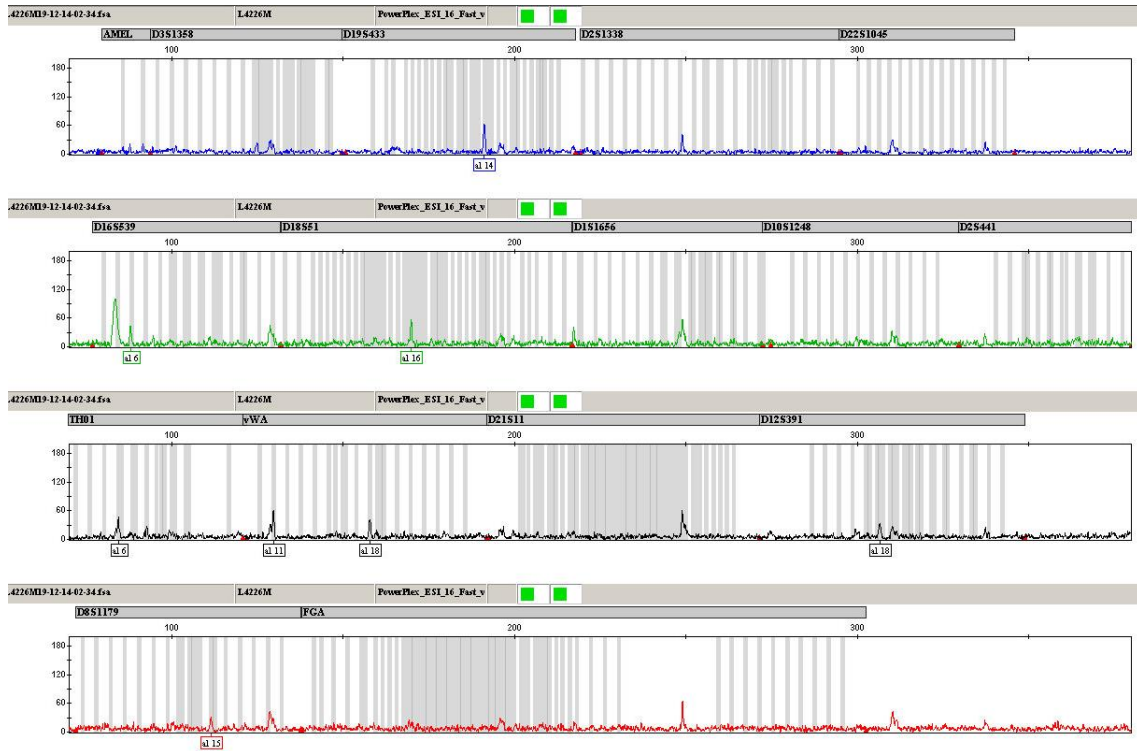 L4226M19-12-14-02-34.fsa L4226M PowerPlex_ESI_16_Fast_v
AMEL D3S1358 D19S433 D2S1338 D22S1045
100 200 300
180
120
60
0
al 14
L4226M19-12-14-02-34.fsa L4226M PowerPlex_ESI_16_Fast_v
D16S539 D18S51 D1S1656 D10S1248 D2S441
100 200 300
180
120
60
0
al 6 al 16
L4226M19-12-14-02-34.fsa L4226M PowerPlex_ESI_16_Fast_v
TH01 vWA D21S11 D12S391
100 200 300
180
120
60
0
al 6 al 11 al 18 al 18
L4226M19-12-14-02-34.fsa L4226M PowerPlex_ESI_16_Fast_v
D8S1179 FGA
100 200 300
180
120
60
0
al 15